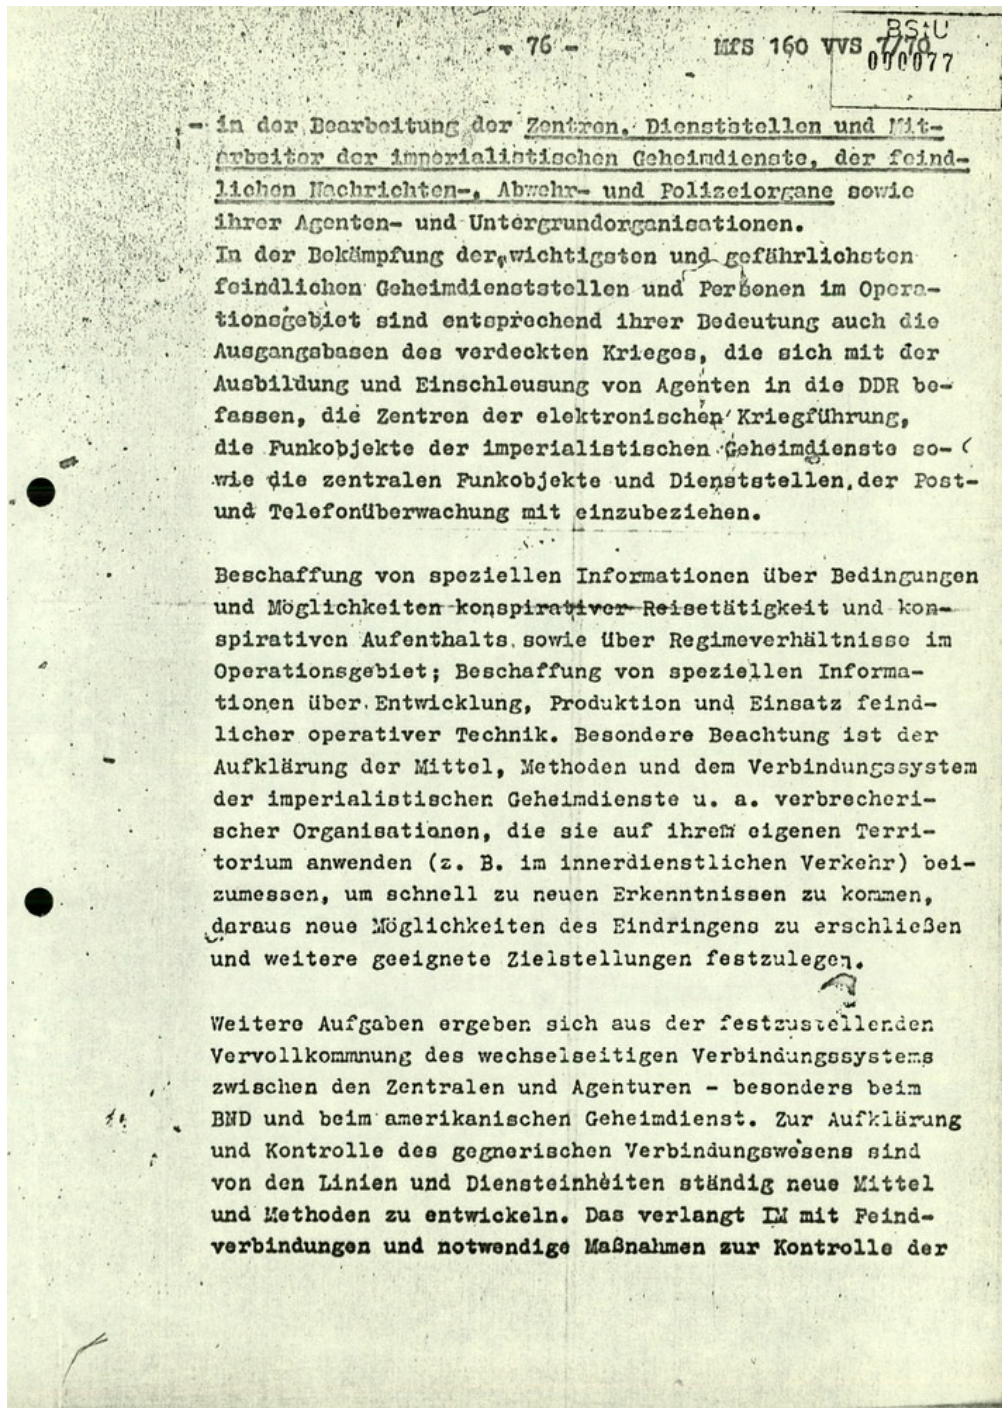 - 76 -
MfS 160 VVS 7/70
BStU
000077
- in der Bearbeitung der Zentren, Dienststellen und Mit-
arbeiter der imperialistischen Geheimdienste, der feind-
lichen Nachrichten-, Abwehr- und Polizeiorgane sowie
ihrer Agenten- und Untergrundorganisationen.
In der Bekämpfung der wichtigsten und gefährlichsten
feindlichen Geheimdienststellen und Personen im Opera-
tionsgebiet sind entsprechend ihrer Bedeutung auch die
Ausgangsbasen des verdeckten Krieges, die sich mit der
Ausbildung und Einschleusung von Agenten in die DDR be-
fassen, die Zentren der elektronischen Kriegführung,
die Funkobjekte der imperialistischen Geheimdienste so-
wie die zentralen Funkobjekte und Dienststellen der Post-
und Telefonüberwachung mit einzubeziehen.
Beschaffung von speziellen Informationen über Bedingungen
und Möglichkeiten konspirativer Reisetätigkeit und kon-
spirativen Aufenthalts sowie über Regimeverhältnisse im
Operationsgebiet; Beschaffung von speziellen Informa-
tionen über Entwicklung, Produktion und Einsatz feind-
licher operativer Technik. Besondere Beachtung ist der
Aufklärung der Mittel, Methoden und dem Verbindungssystem
der imperialistischen Geheimdienste u. a. verbrecheri-
scher Organisationen, die sie auf ihrem eigenen Terri-
torium anwenden (z. B. im innerdienstlichen Verkehr) bei-
zumessen, um schnell zu neuen Erkenntnissen zu kommen,
daraus neue Möglichkeiten des Eindringens zu erschließen
und weitere geeignete Zielstellungen festzulegen.
Weitere Aufgaben ergeben sich aus der festzustellenden
Vervollkommnung des wechselseitigen Verbindungssystems
zwischen den Zentralen und Agenturen - besonders beim
BND und beim amerikanischen Geheimdienst. Zur Aufklärung
und Kontrolle des gegnerischen Verbindungswesens sind
von den Linien und Diensteinheiten ständig neue Mittel
und Methoden zu entwickeln. Das verlangt IM mit Feind-
verbindungen und notwendige Maßnahmen zur Kontrolle der